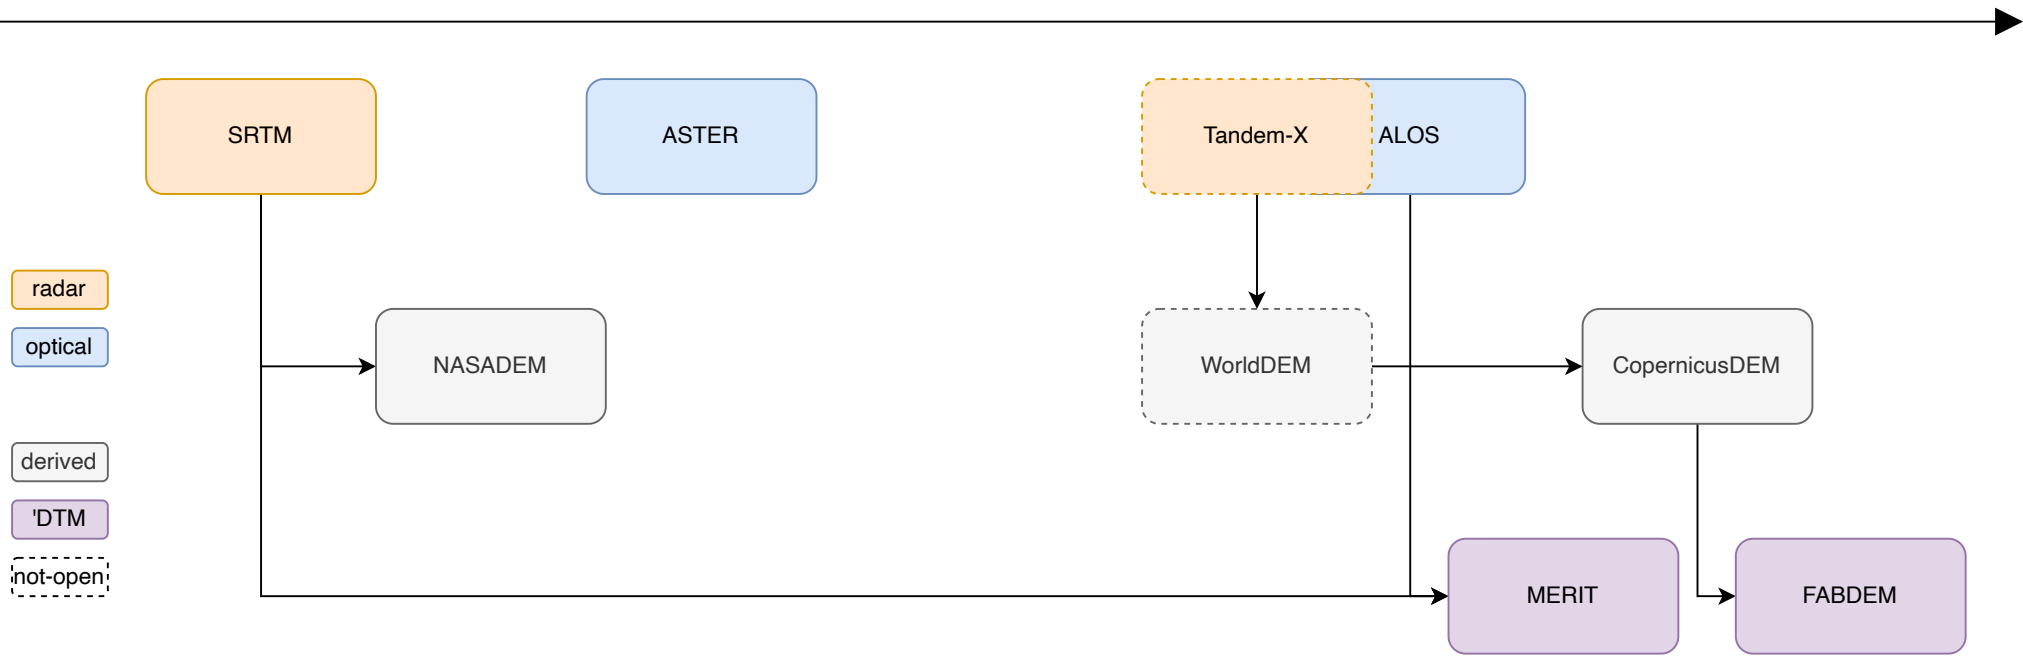 SRTM
ASTER
Tandem-X
ALOS
radar
optical
NASADEM
WorldDEM
CopernicusDEM
derived
'DTM
not-open
MERIT
FABDEM